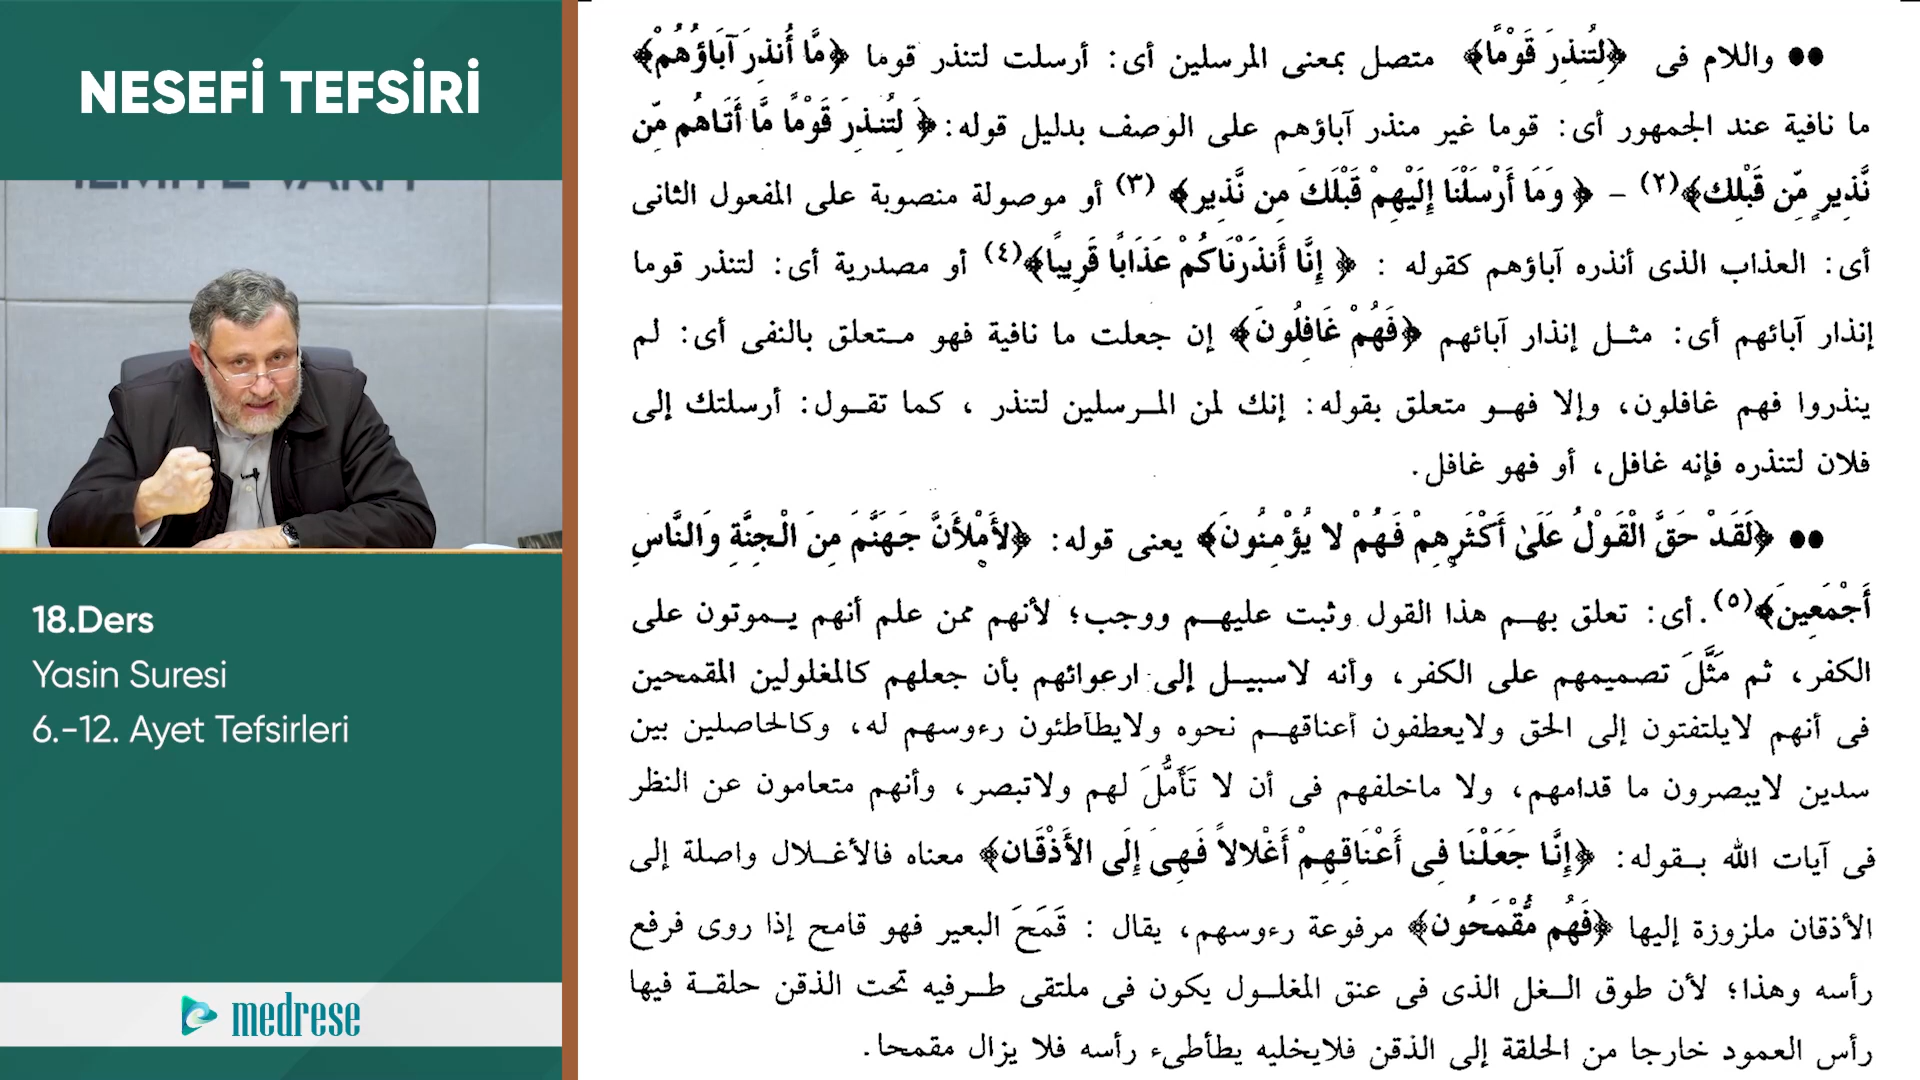 NESEFİ TEFSİRİ
18.Ders
Yasin Suresi
6.-12. Ayet Tefsirleri
medrese
●● واللام فى ﴿لِتُنذِرَ قَوْمًا﴾ متصل بمعنى المرسلين أى: أرسلت لتنذر قوما ﴿مَّا أُنذِرَ آبَاؤُهُمْ﴾
ما نافية عند الجمهور أى: قوما غير منذر آباؤهم على الوصف بدليل قوله: ﴿لِتُنذِرَ قَوْمًا مَّا أَتَاهُم مِّن
نَّذِيرٍ مِّن قَبْلِك﴾(٢) – ﴿وَمَا أَرْسَلْنَا إِلَيْهِمْ قَبْلَكَ مِن نَّذِير﴾ (٣) أو موصولة منصوبة على المفعول الثانى
أى: العذاب الذى أنذره آباؤهم كقوله : ﴿إِنَّا أَنذَرْنَاكُمْ عَذَابًا قَرِيبًا﴾(٤) أو مصدرية أى: لتنذر قوما
إنذار آبائهم أى: مثل إنذار آبائهم ﴿فَهُمْ غَافِلُونَ﴾ إن جعلت ما نافية فهو متعلق بالنفى أى: لم
ينذروا فهم غافلون، وإلا فهو متعلق بقوله: إنك لمن المرسلين لتنذر ، كما تقول: أرسلتك إلى
فلان لتنذره فإنه غافل، أو فهو غافل.
●● ﴿لَقَدْ حَقَّ الْقَوْلُ عَلَىٰ أَكْثَرِهِمْ فَهُمْ لا يُؤْمِنُونَ﴾ يعنى قوله: ﴿لأَمْلأَنَّ جَهَنَّمَ مِنَ الْجِنَّةِ وَالنَّاسِ
أَجْمَعِينَ﴾(٥). أى: تعلق بهم هذا القول وثبت عليهم ووجب؛ لأنهم ممن علم أنهم يموتون على
الكفر، ثم مَثَّلَ تصميمهم على الكفر، وأنه لاسبيل إلى ارعوائهم بأن جعلهم كالمغلولين المقمحين
فى أنهم لايلتفتون إلى الحق ولايعطفون أعناقهم نحوه ولايطأطئون رءوسهم له، وكالحاصلين بين
سدين لايبصرون ما قدامهم، ولا ماخلفهم فى أن لا تَأَمُّلَ لهم ولاتبصر، وأنهم متعامون عن النظر
فى آيات الله بقوله: ﴿إِنَّا جَعَلْنَا فِى أَعْنَاقِهِمْ أَغْلالاً فَهِىَ إِلَى الأَذْقَان﴾ معناه فالأغلال واصلة إلى
الأذقان ملزوزة إليها ﴿فَهُم مُّقْمَحُون﴾ مرفوعة رءوسهم، يقال : قَمَحَ البعير فهو قامح إذا روى فرفع
رأسه وهذا؛ لأن طوق الغل الذى فى عنق المغلول يكون فى ملتقى طرفيه تحت الذقن حلقة فيها
رأس العمود خارجا من الحلقة إلى الذقن فلايخليه يطأطىء رأسه فلا يزال مقمحا.